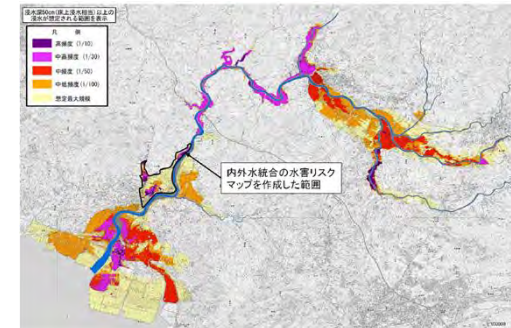 浸水深50cm(床上浸水相当)以上の
浸水が想定される範囲を表示
凡 例
高頻度（1/10）
中高頻度（1/20）
中頻度（1/50）
中低頻度（1/100）
想定最大規模
内外水統合の水害リスク
マップを作成した範囲